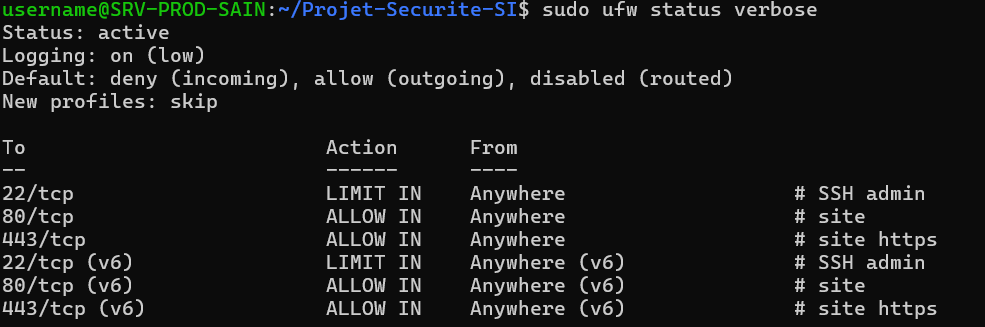 username@SRV-PROD-SAIN:~/Projet-Securite-SI$ sudo ufw status verbose
Status: active
Logging: on (low)
Default: deny (incoming), allow (outgoing), disabled (routed)
New profiles: skip

To                         Action      From
--                         ------      ----
22/tcp                     LIMIT IN    Anywhere                   # SSH admin
80/tcp                     ALLOW IN    Anywhere                   # site
443/tcp                    ALLOW IN    Anywhere                   # site https
22/tcp (v6)                LIMIT IN    Anywhere (v6)              # SSH admin
80/tcp (v6)                ALLOW IN    Anywhere (v6)              # site
443/tcp (v6)               ALLOW IN    Anywhere (v6)              # site https